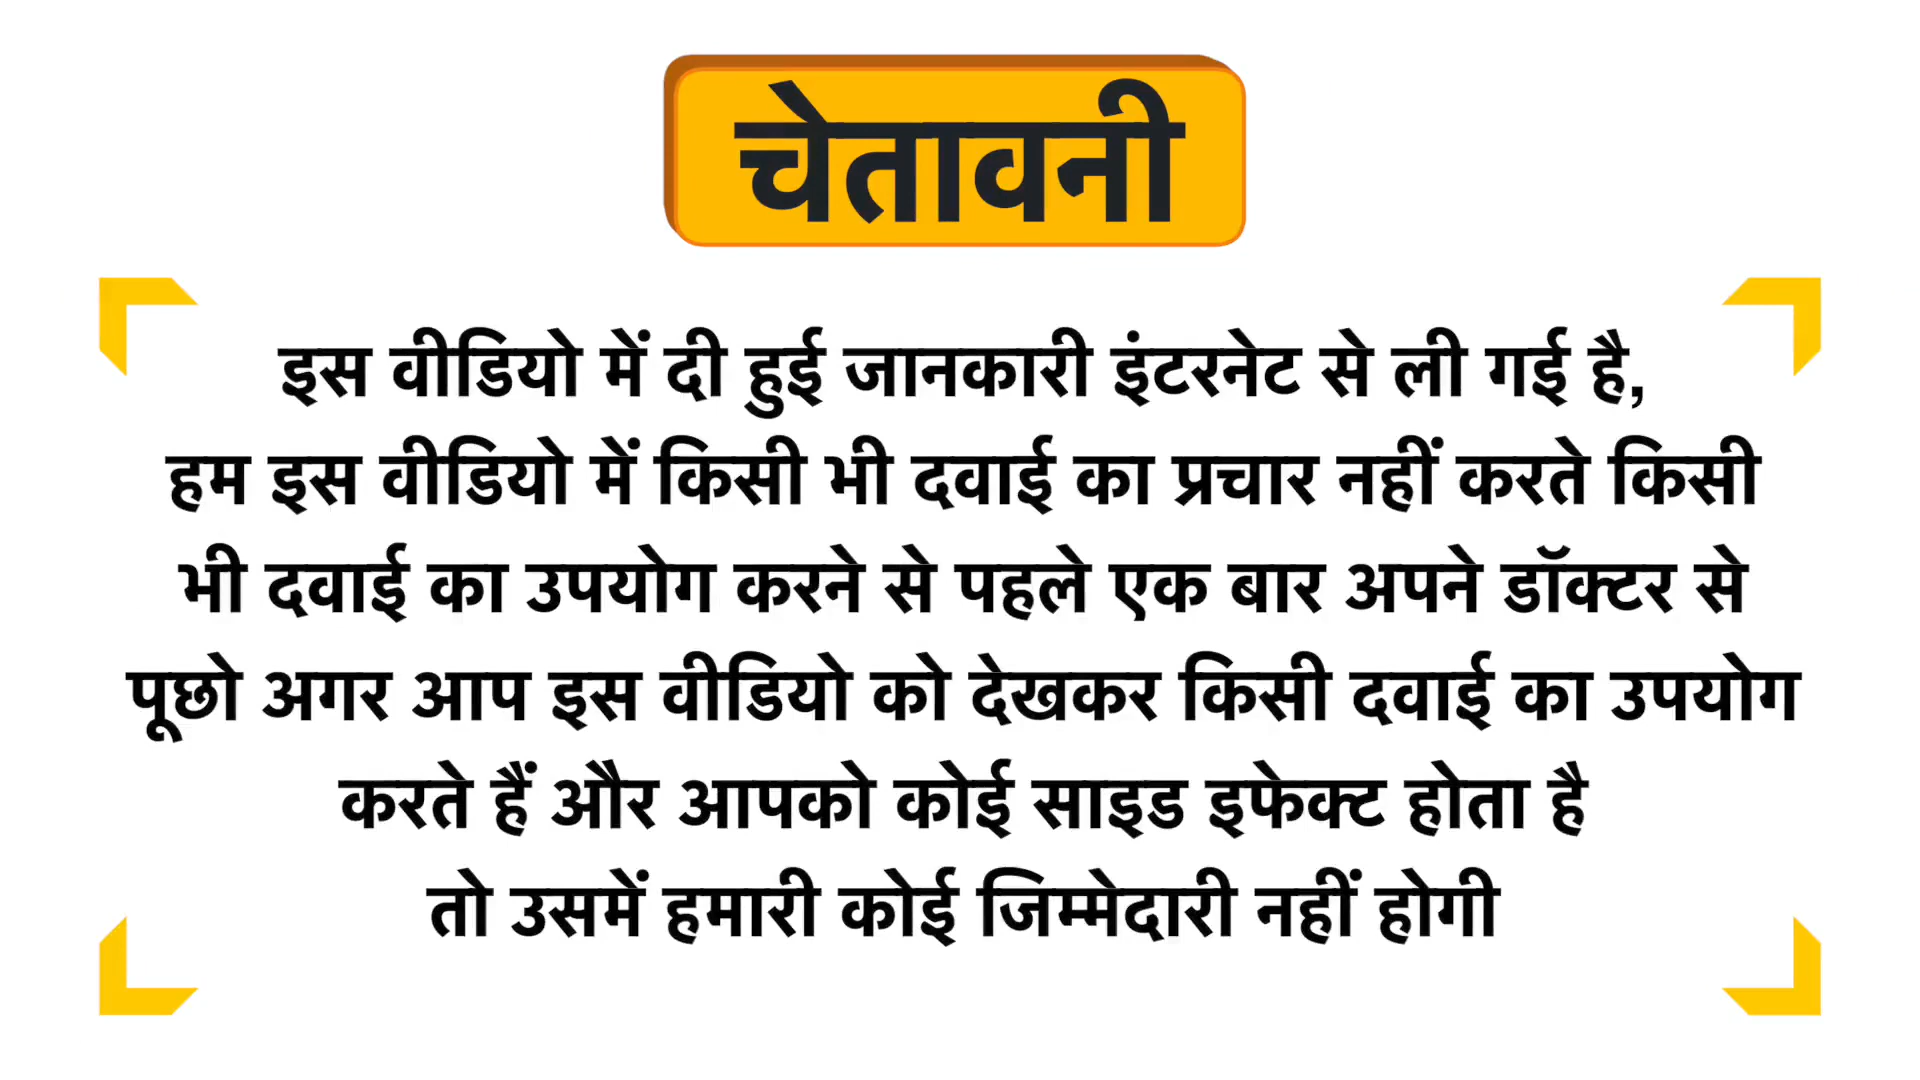 चेतावनी
इस वीडियो में दी हुई जानकारी इंटरनेट से ली गई है,
हम इस वीडियो में किसी भी दवाई का प्रचार नहीं करते किसी
भी दवाई का उपयोग करने से पहले एक बार अपने डॉक्टर से
पूछो अगर आप इस वीडियो को देखकर किसी दवाई का उपयोग
करते हैं और आपको कोई साइड इफेक्ट होता है
तो उसमें हमारी कोई जिम्मेदारी नहीं होगी